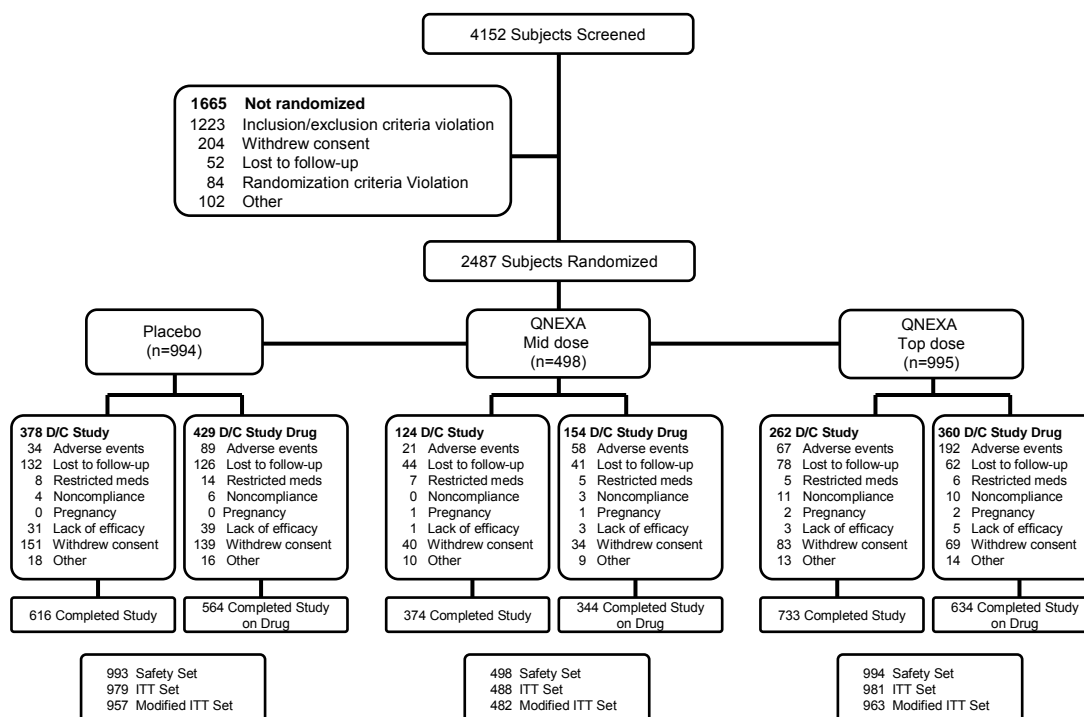 4152 Subjects Screened
1665 Not randomized
1223 Inclusion/exclusion criteria violation
204 Withdrew consent
52 Lost to follow-up
84 Randomization criteria Violation
102 Other
2487 Subjects Randomized
Placebo
(n=994)
QNEXA
Mid dose
(n=498)
QNEXA
Top dose
(n=995)
378 D/C Study
34 Adverse events
132 Lost to follow-up
8 Restricted meds
4 Noncompliance
0 Pregnancy
31 Lack of efficacy
151 Withdrew consent
18 Other
429 D/C Study Drug
89 Adverse events
126 Lost to follow-up
14 Restricted meds
6 Noncompliance
0 Pregnancy
39 Lack of efficacy
139 Withdrew consent
16 Other
124 D/C Study
21 Adverse events
44 Lost to follow-up
7 Restricted meds
0 Noncompliance
1 Pregnancy
1 Lack of efficacy
40 Withdrew consent
10 Other
154 D/C Study Drug
58 Adverse events
41 Lost to follow-up
5 Restricted meds
3 Noncompliance
1 Pregnancy
3 Lack of efficacy
34 Withdrew consent
9 Other
262 D/C Study
67 Adverse events
78 Lost to follow-up
5 Restricted meds
11 Noncompliance
2 Pregnancy
3 Lack of efficacy
83 Withdrew consent
13 Other
360 D/C Study Drug
192 Adverse events
62 Lost to follow-up
6 Restricted meds
10 Noncompliance
2 Pregnancy
5 Lack of efficacy
69 Withdrew consent
14 Other
616 Completed Study
564 Completed Study
on Drug
374 Completed Study
344 Completed Study
on Drug
733 Completed Study
634 Completed Study
on Drug
993 Safety Set
979 ITT Set
957 Modified ITT Set
498 Safety Set
488 ITT Set
482 Modified ITT Set
994 Safety Set
981 ITT Set
963 Modified ITT Set